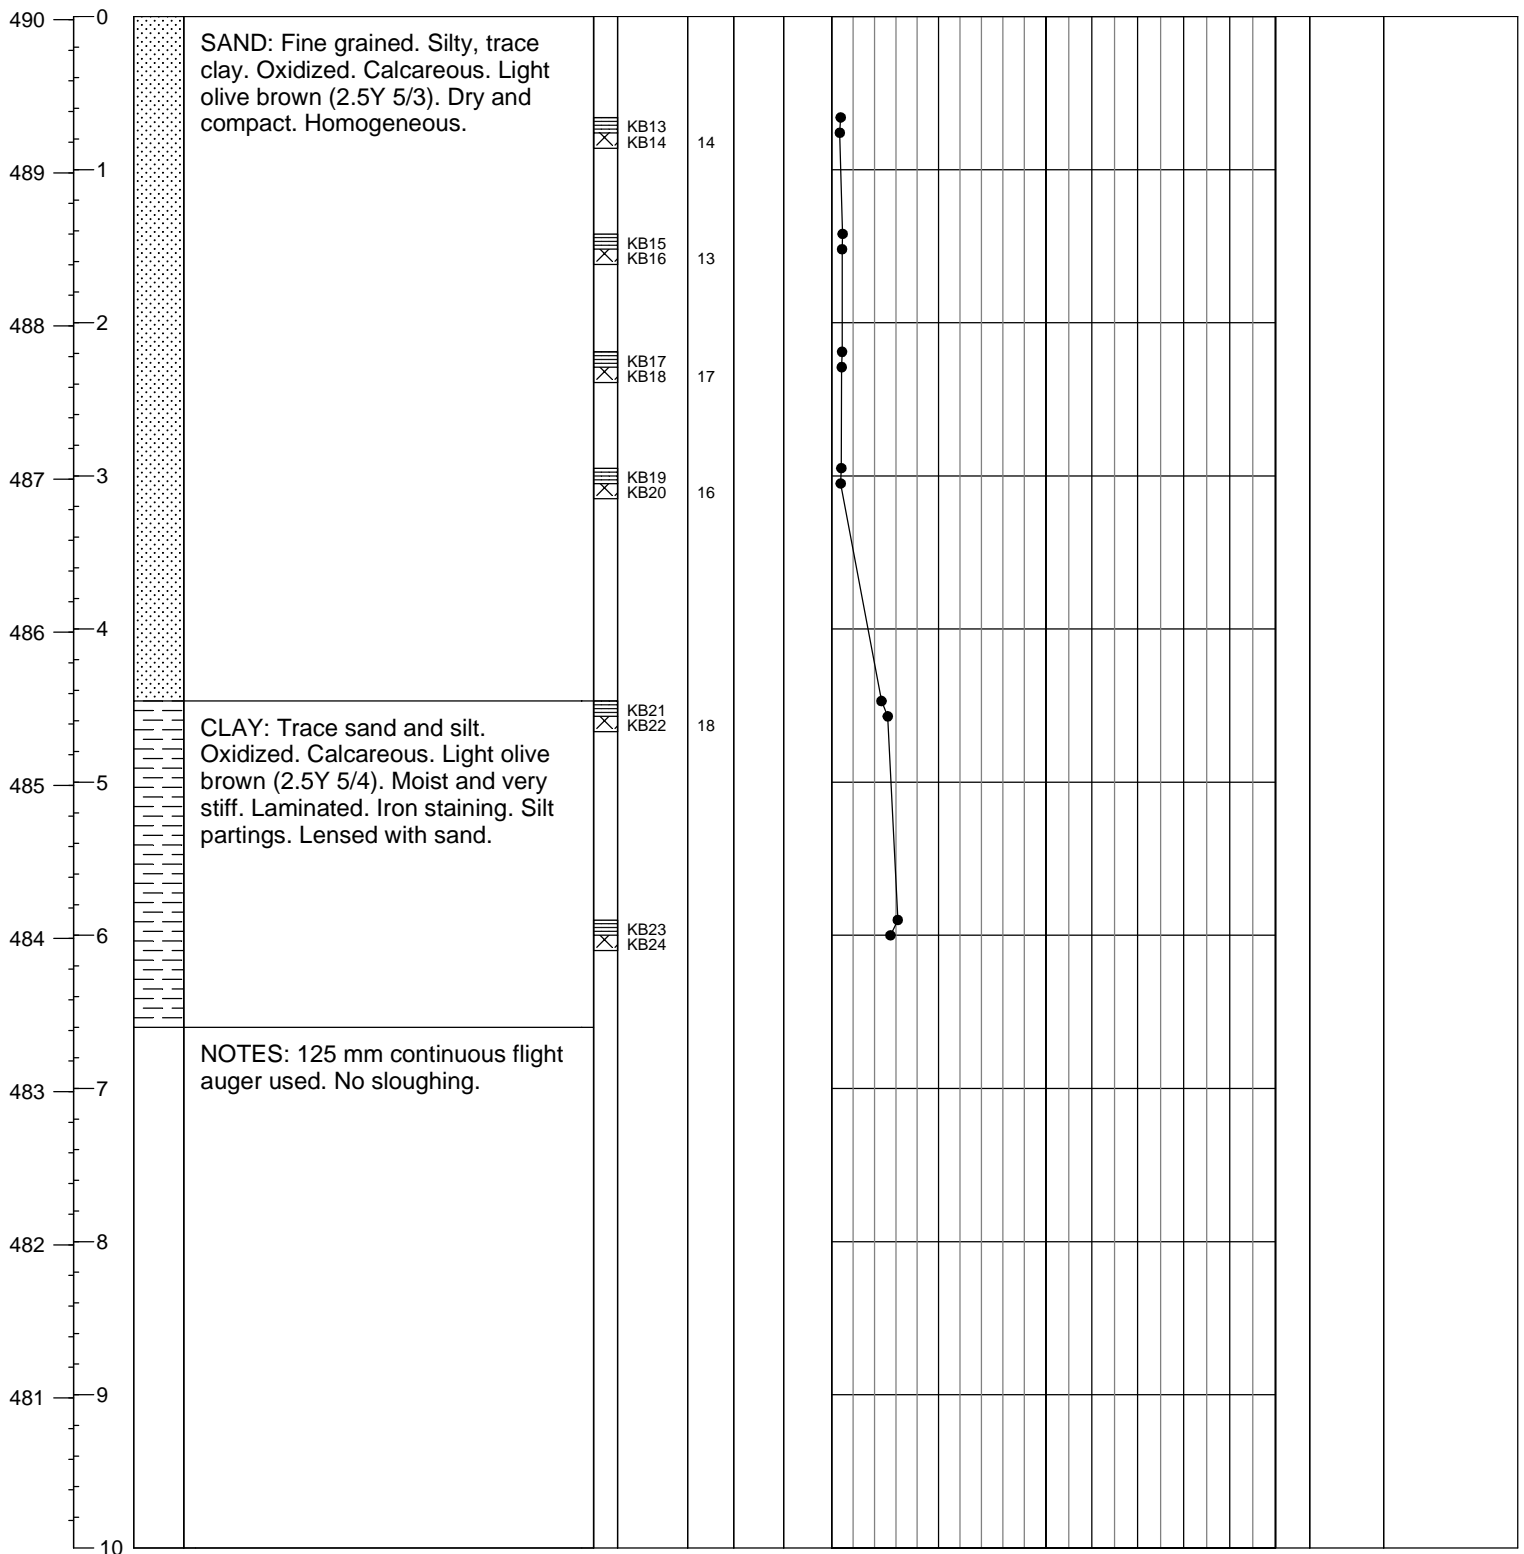 490
0
SAND: Fine grained. Silty, trace
clay. Oxidized. Calcareous. Light
olive brown (2.5Y 5/3). Dry and
compact. Homogeneous.
KB13
KB14 14
489
1
KB15
KB16 13
488
2
KB17
KB18 17
487
3
KB19
KB20 16
486
4
KB21
KB22 18
CLAY: Trace sand and silt.
Oxidized. Calcareous. Light olive
brown (2.5Y 5/4). Moist and very
stiff. Laminated. Iron staining. Silt
partings. Lensed with sand.
485
5
KB23
KB24
484
6
NOTES: 125 mm continuous flight
auger used. No sloughing.
483
7
482
8
481
9
10